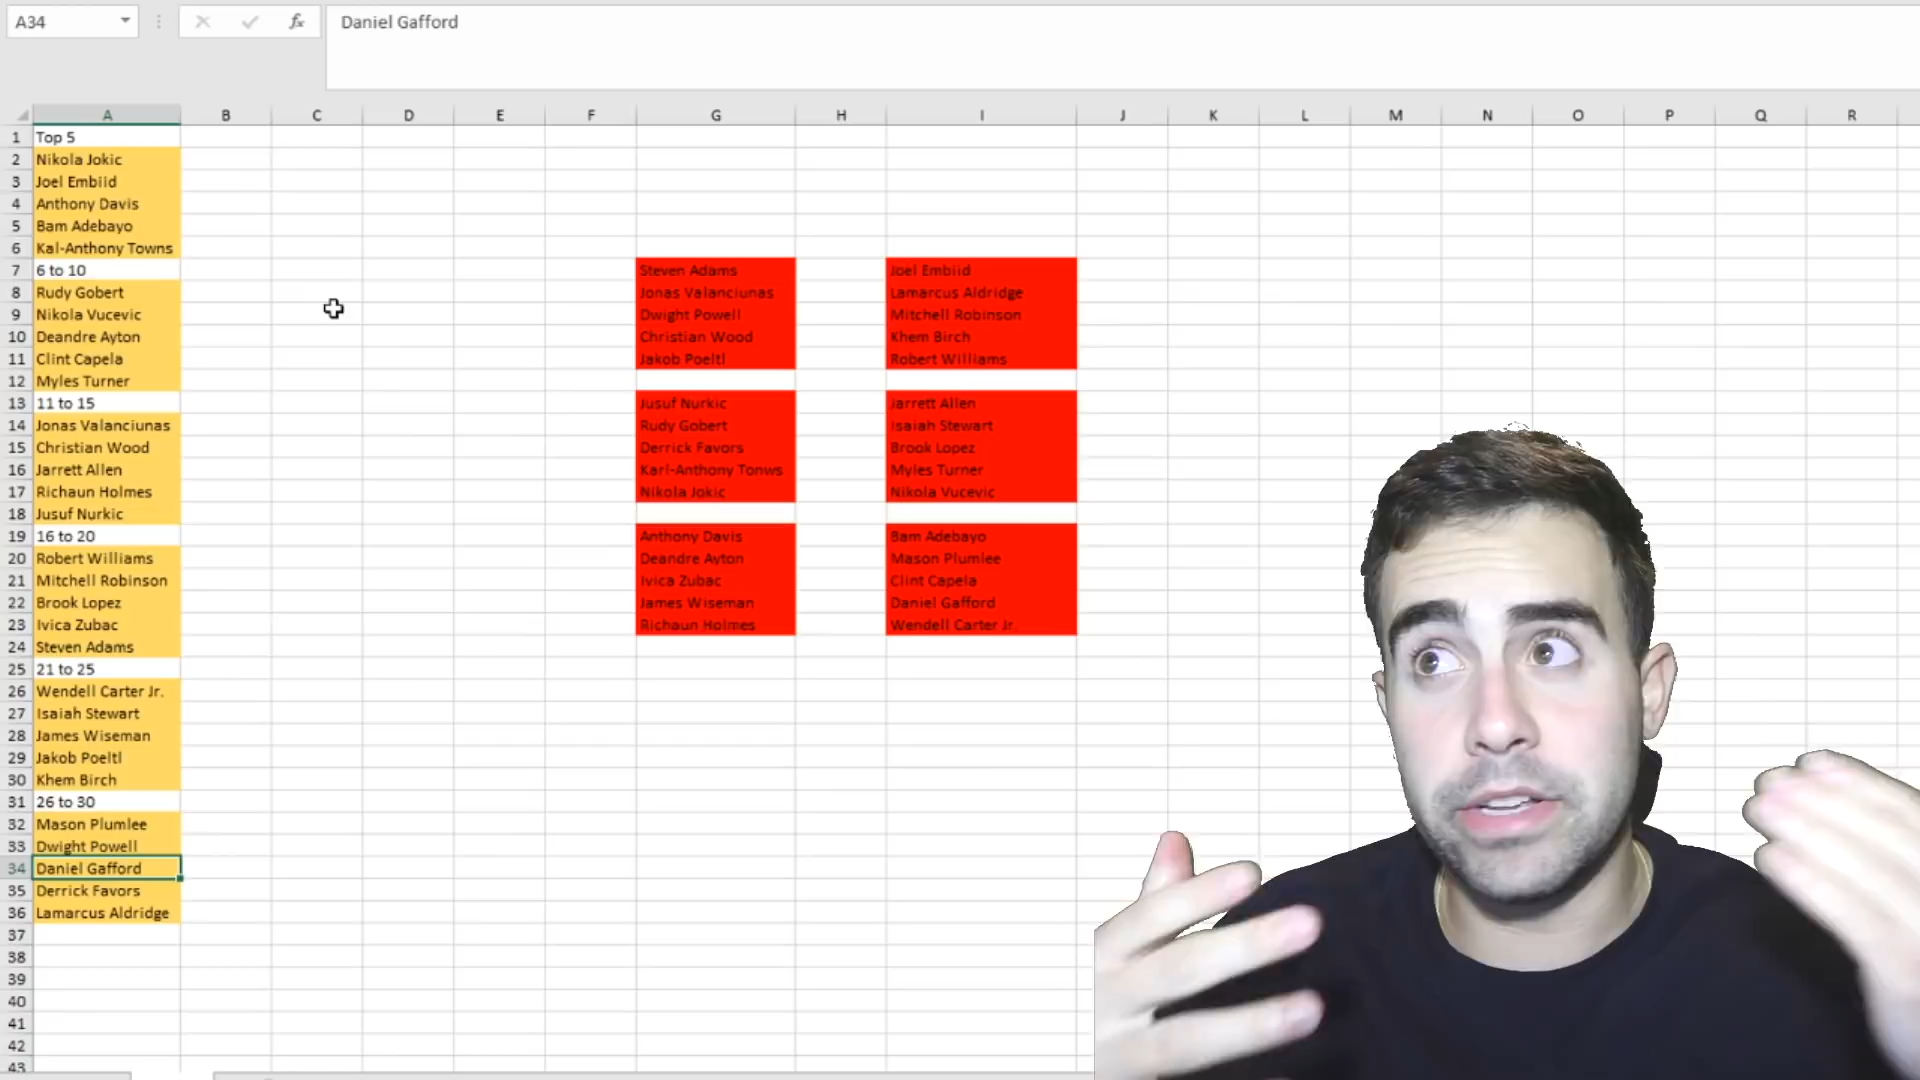 A34
fx
Daniel Gafford
A B C D E F G H I J K L M N O P Q R
1 Top 5
2 Nikola Jokic
3 Joel Embiid
4 Anthony Davis
5 Bam Adebayo
6 Kal-Anthony Towns
7 6 to 10 Steven Adams Joel Embiid
8 Rudy Gobert Jonas Valanciunas Lamarcus Aldridge
9 Nikola Vucevic Dwight Powell Mitchell Robinson
10 Deandre Ayton Christian Wood Khem Birch
11 Clint Capela Jakob Poeltl Robert Williams
12 Myles Turner
13 11 to 15 Jusuf Nurkic Jarrett Allen
14 Jonas Valanciunas Rudy Gobert Isaiah Stewart
15 Christian Wood Derrick Favors Brook Lopez
16 Jarrett Allen Karl-Anthony Tonws Myles Turner
17 Richaun Holmes Nikola Jokic Nikola Vucevic
18 Jusuf Nurkic
19 16 to 20 Anthony Davis Bam Adebayo
20 Robert Williams Deandre Ayton Mason Plumlee
21 Mitchell Robinson Ivica Zubac Clint Capela
22 Brook Lopez James Wiseman Daniel Gafford
23 Ivica Zubac Richaun Holmes Wendell Carter Jr.
24 Steven Adams
25 21 to 25
26 Wendell Carter Jr.
27 Isaiah Stewart
28 James Wiseman
29 Jakob Poeltl
30 Khem Birch
31 26 to 30
32 Mason Plumlee
33 Dwight Powell
34 Daniel Gafford
35 Derrick Favors
36 Lamarcus Aldridge
37
38
39
40
41
42
43